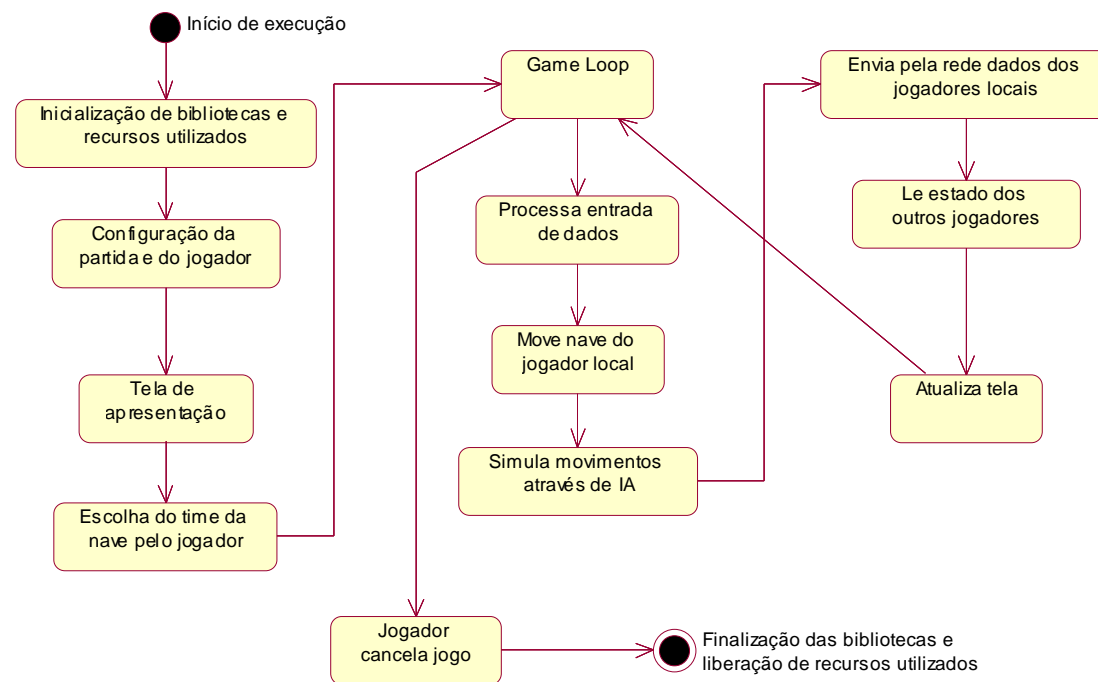 Início de execução
Inicialização de bibliotecas e
recursos utilizados
Configuração da
partida e do jogador
Tela de
apresentação
Escolha do time da
nave pelo jogador
Game Loop
Processa entrada
de dados
Move nave do
jogador local
Simula movimentos
através de IA
Envia pela rede dados dos
jogadores locais
Le estado dos
outros jogadores
Atualiza tela
Jogador
cancela jogo
Finalização das bibliotecas e
liberação de recursos utilizados